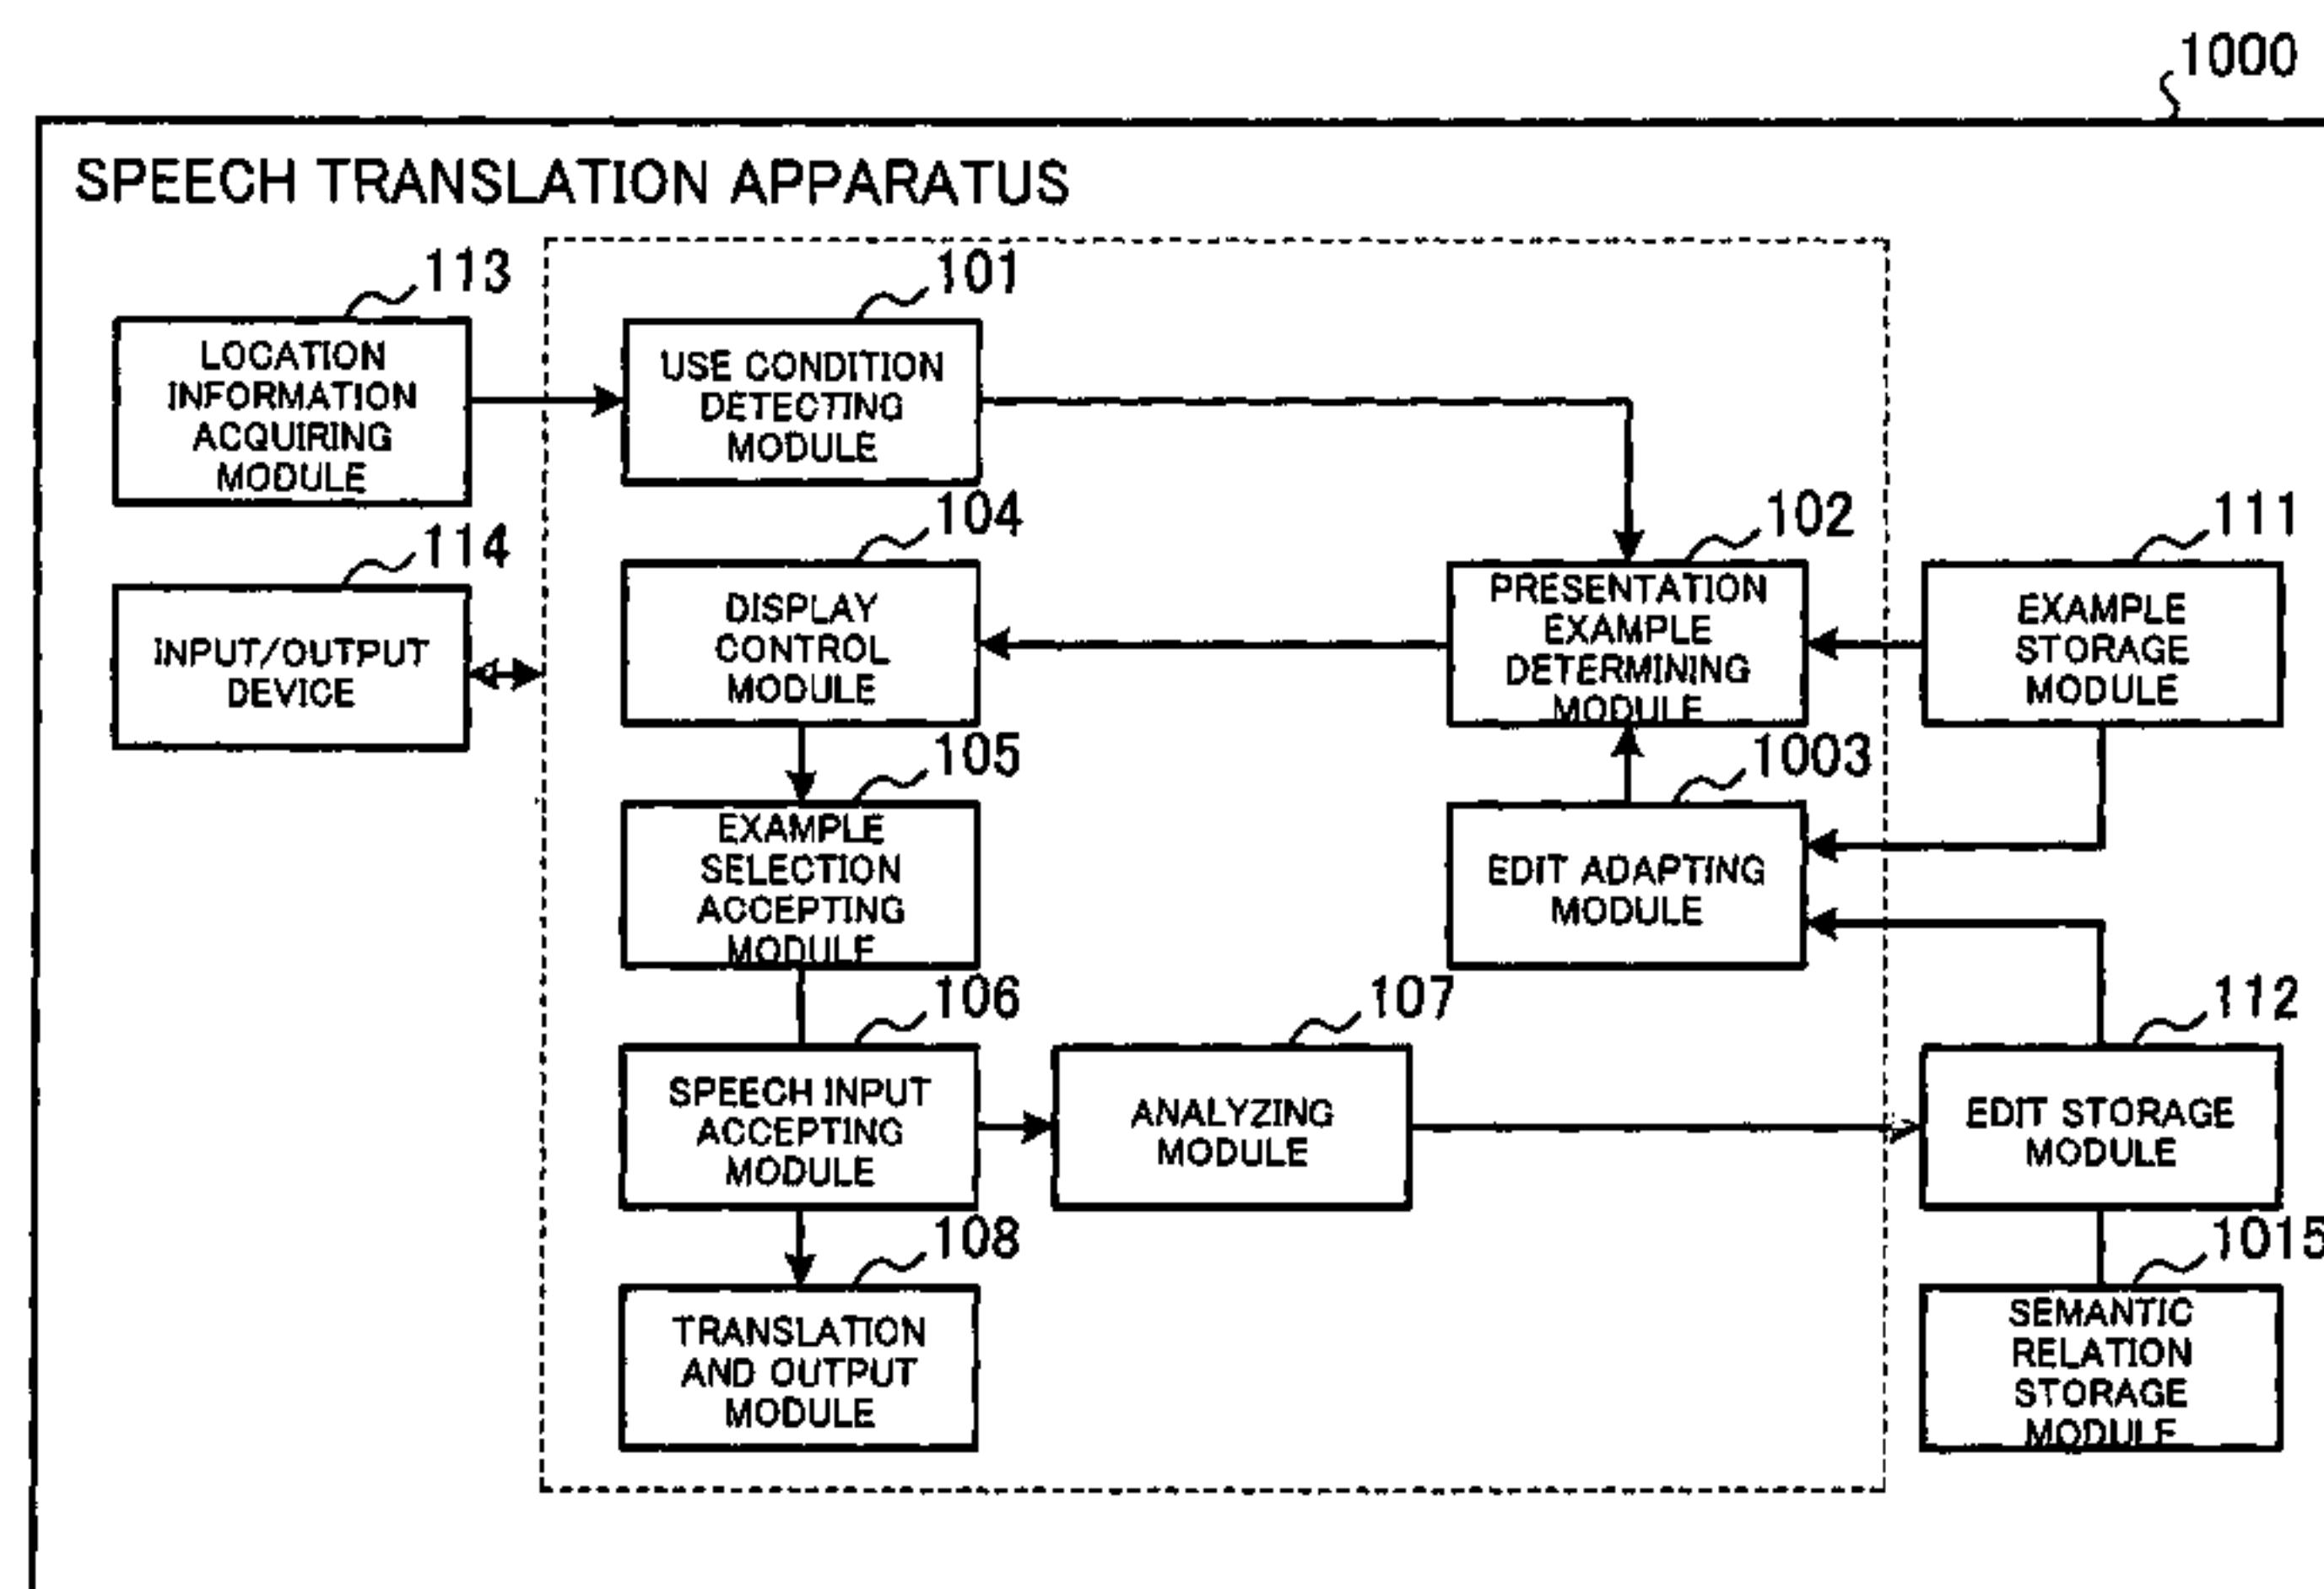 1000
SPEECH TRANSLATION APPARATUS
113
LOCATION
INFORMATION
ACQUIRING
MODULE
101
USE CONDITION
DETECTING
MODULE
114
INPUT/OUTPUT
DEVICE
104
DISPLAY
CONTROL
MODULE
102
PRESENTATION
EXAMPLE
DETERMINING
MODULE
111
EXAMPLE
STORAGE
MODULE
105
EXAMPLE
SELECTION
ACCEPTING
MODULE
1003
EDIT ADAPTING
MODULE
106
SPEECH INPUT
ACCEPTING
MODULE
107
ANALYZING
MODULE
112
EDIT STORAGE
MODULE
108
TRANSLATION
AND OUTPUT
MODULE
1015
SEMANTIC
RELATION
STORAGE
MODULE